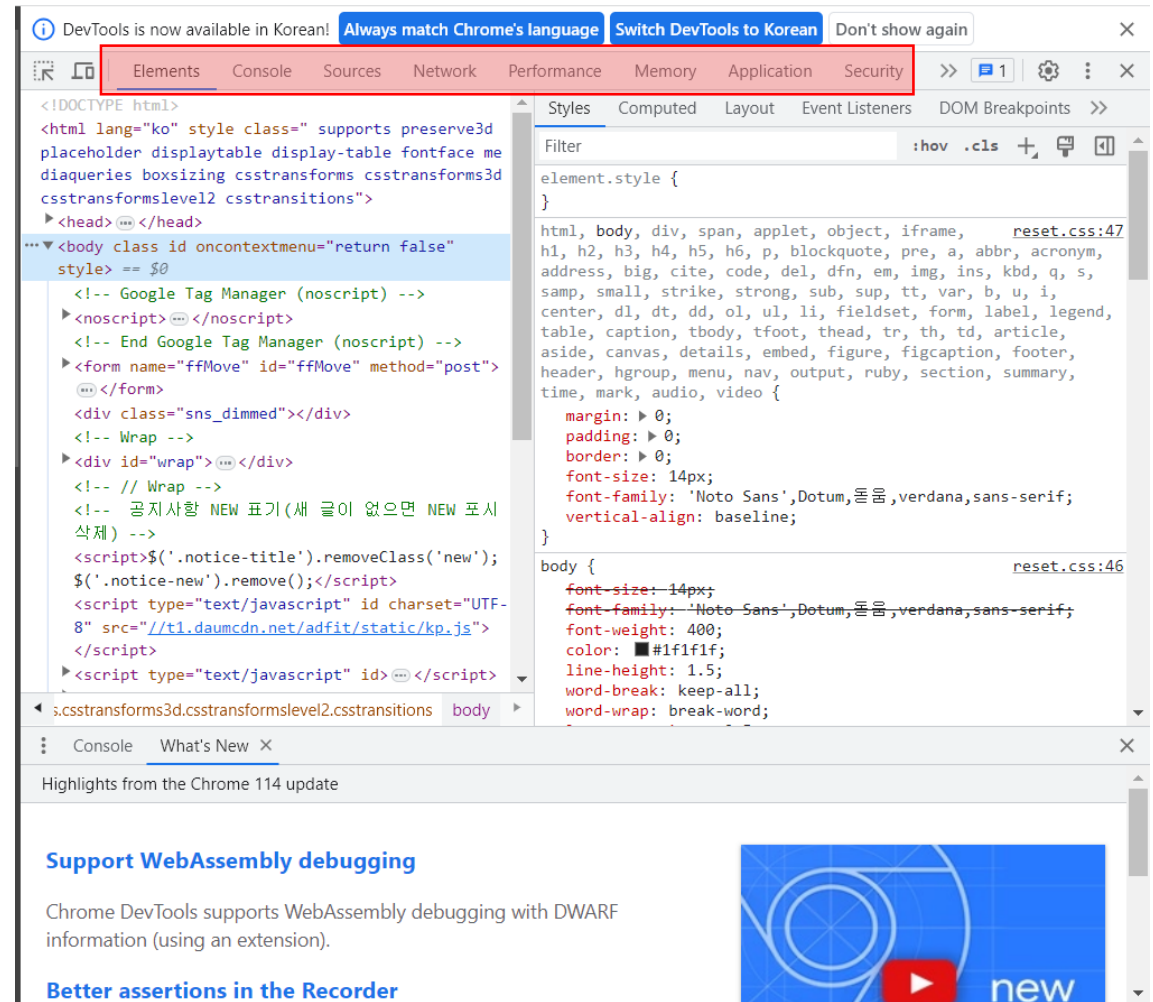 DevTools is now available in Korean! Always match Chrome's language Switch DevTools to Korean Don't show again
Elements Console Sources Network Performance Memory Application Security 1
<!DOCTYPE html>
<html lang="ko" style class=" supports preserve3d
placeholder displaytable display-table fontface me
diaqueries boxsizing csstransforms csstransforms3d
csstransformslevel2 csstransitions">
<head> </head>
<body class id oncontextmenu="return false"
style> == $0
<!-- Google Tag Manager (noscript) -->
<noscript> </noscript>
<!-- End Google Tag Manager (noscript) -->
<form name="ffMove" id="ffMove" method="post">
</form>
<div class="sns_dimmed"></div>
<!-- Wrap -->
<div id="wrap"> </div>
<!-- // Wrap -->
<!-- 공지사항 NEW 표기(새 글이 없으면 NEW 포시
삭제) -->
<script>$('.notice-title').removeClass('new');
$('.notice-new').remove();</script>
<script type="text/javascript" id charset="UTF-
8" src="//t1.daumcdn.net/adfit/static/kp.js">
</script>
<script type="text/javascript" id> </script>
s.csstransforms3d.csstransformslevel2.csstransitions body
Styles Computed Layout Event Listeners DOM Breakpoints
Filter :hov .cls
element.style {
}
html, body, div, span, applet, object, iframe, reset.css:47
h1, h2, h3, h4, h5, h6, p, blockquote, pre, a, abbr, acronym,
address, big, cite, code, del, dfn, em, img, ins, kbd, q, s,
samp, small, strike, strong, sub, sup, tt, var, b, u, i,
center, dl, dt, dd, ol, ul, li, fieldset, form, label, legend,
table, caption, tbody, tfoot, thead, tr, th, td, article,
aside, canvas, details, embed, figure, figcaption, footer,
header, hgroup, menu, nav, output, ruby, section, summary,
time, mark, audio, video {
margin: 0;
padding: 0;
border: 0;
font-size: 14px;
font-family: 'Noto Sans',Dotum,돋움,verdana,sans-serif;
vertical-align: baseline;
}
body { reset.css:46
font-size: 14px;
font-family: 'Noto Sans',Dotum,돋움,verdana,sans-serif;
font-weight: 400;
color: #1f1f1f;
line-height: 1.5;
word-break: keep-all;
word-wrap: break-word;
Console What's New
Highlights from the Chrome 114 update
Support WebAssembly debugging
Chrome DevTools supports WebAssembly debugging with DWARF
information (using an extension).
Better assertions in the Recorder
new